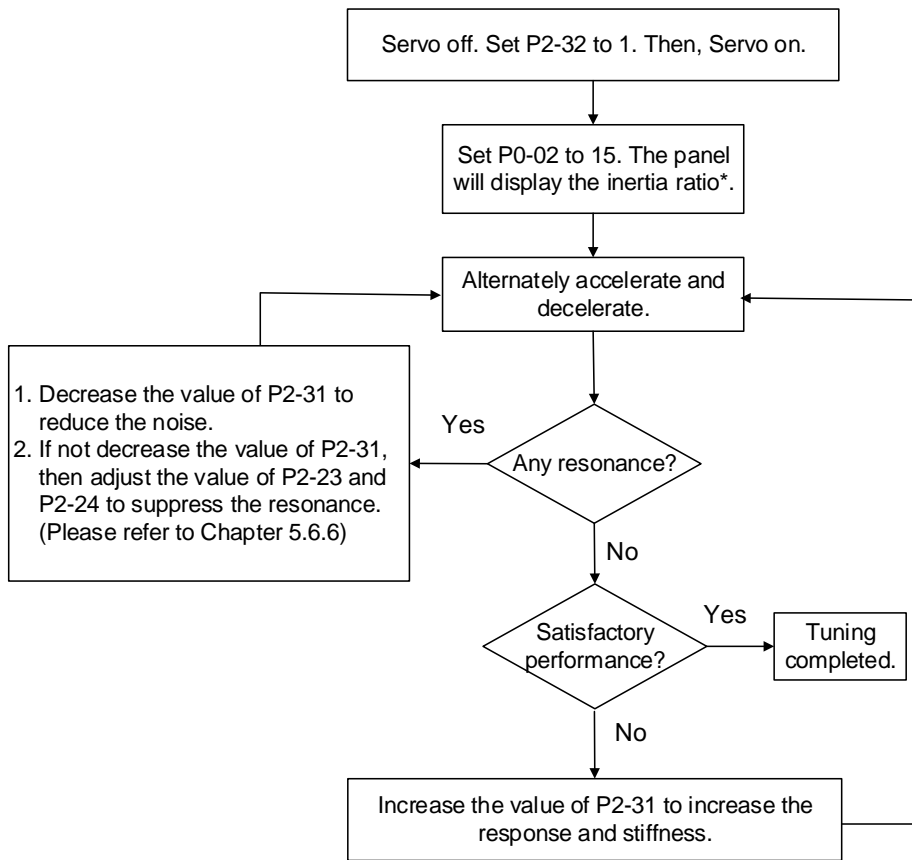 Servo off. Set P2-32 to 1. Then, Servo on.
Set P0-02 to 15. The panel
will display the inertia ratio*.
Alternately accelerate and
decelerate.
1. Decrease the value of P2-31 to
reduce the noise.
2. If not decrease the value of P2-31,
then adjust the value of P2-23 and
P2-24 to suppress the resonance.
(Please refer to Chapter 5.6.6)
Yes
Any resonance?
No
Satisfactory
performance?
Yes
Tuning
completed.
No
Increase the value of P2-31 to increase the
response and stiffness.